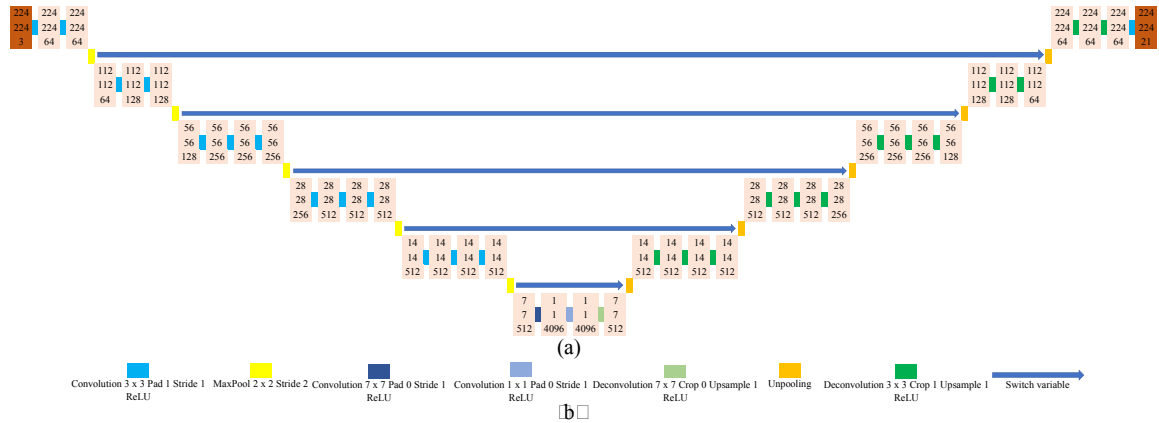 224 224 224 224 224 224 224
224 224 224 224 224 224 224
3 64 64 64 64 64 21
112 112 112 112 112 112
112 112 112 112 112 112
64 128 128 128 128 64
56 56 56 56 56 56 56 56
56 56 56 56 56 56 56 56
128 256 256 256 256 256 256 128
28 28 28 28 28 28 28 28
28 28 28 28 28 28 28 28
256 512 512 512 512 512 512 256
14 14 14 14 14 14 14 14
14 14 14 14 14 14 14 14
512 512 512 512 512 512 512 512
7 1 1 7
7 1 1 7
512 4096 4096 512
(a)
Convolution 3 x 3 Pad 1 Stride 1
ReLU
MaxPool 2 x 2 Stride 2
Convolution 7 x 7 Pad 0 Stride 1
ReLU
Convolution 1 x 1 Pad 0 Stride 1
ReLU
Deconvolution 7 x 7 Crop 0 Upsample 1
ReLU
Unpooling
Deconvolution 3 x 3 Crop 1 Upsample 1
ReLU
Switch variable
□b□